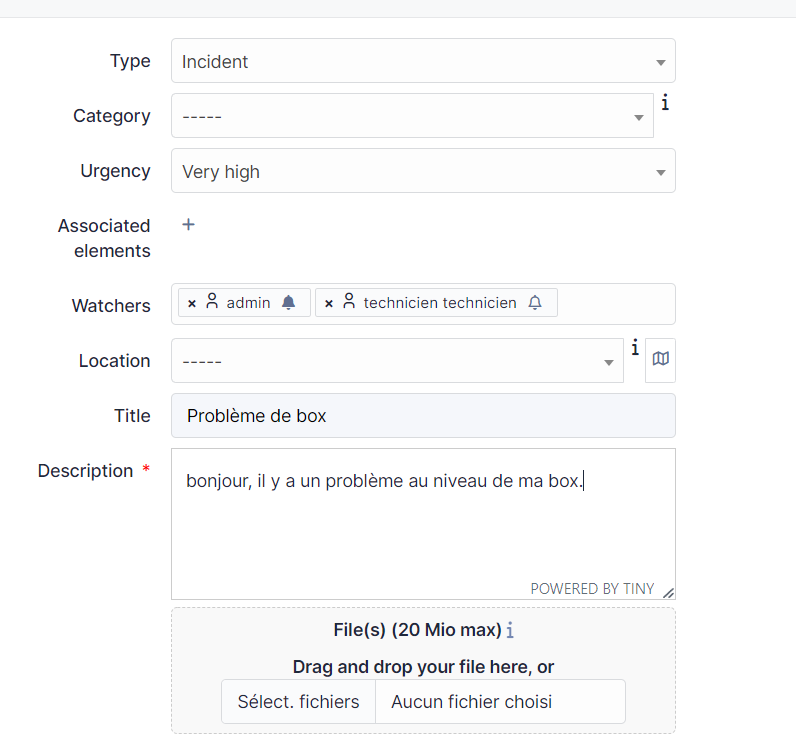 Type Incident
Category -----
Urgency Very high
Associated
elements
Watchers × admin × technicien technicien
Location -----
Title Problème de box
Description * bonjour, il y a un problème au niveau de ma box.
POWERED BY TINY
File(s) (20 Mio max)
Drag and drop your file here, or
Sélect. fichiers Aucun fichier choisi